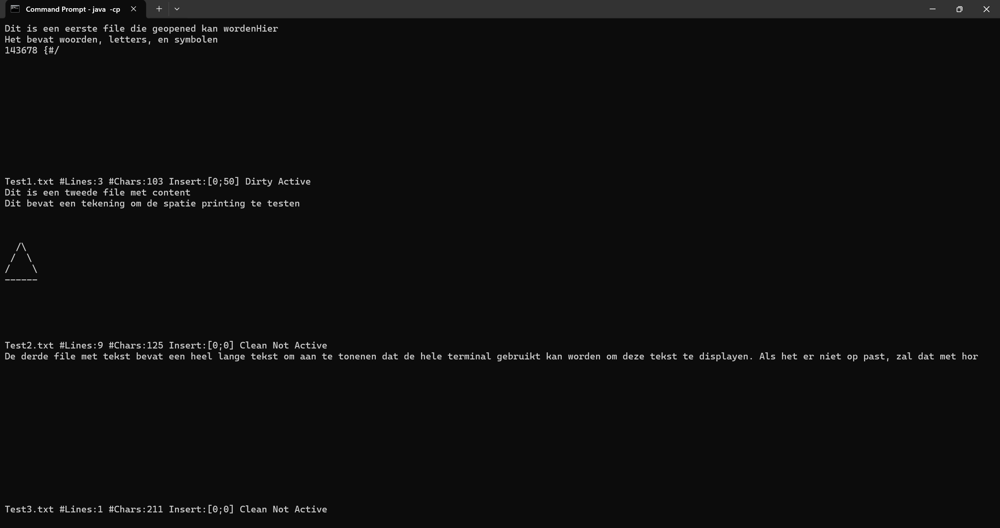 Command Prompt - java  -cp
Dit is een eerste file die geopened kan wordenHier
Het bevat woorden, letters, en symbolen
143678 {#/
Test1.txt #Lines:3 #Chars:103 Insert:[0;50] Dirty Active
Dit is een tweede file met content
Dit bevat een tekening om de spatie printing te testen
  /\
 /  \
/    \
------
Test2.txt #Lines:9 #Chars:125 Insert:[0;0] Clean Not Active
De derde file met tekst bevat een heel lange tekst om aan te tonenen dat de hele terminal gebruikt kan worden om deze tekst te displayen. Als het er niet op past, zal dat met hor
Test3.txt #Lines:1 #Chars:211 Insert:[0;0] Clean Not Active